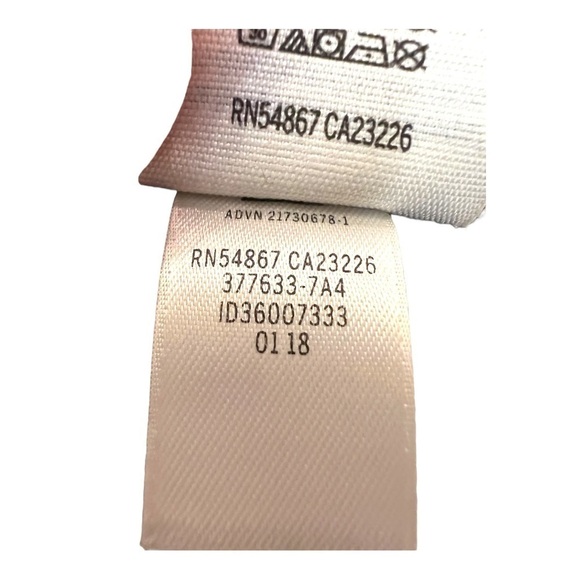 RN54867 CA23226
ADVN 21730678-1
RN54867 CA23226
377633-7A4
ID36007333
01 18